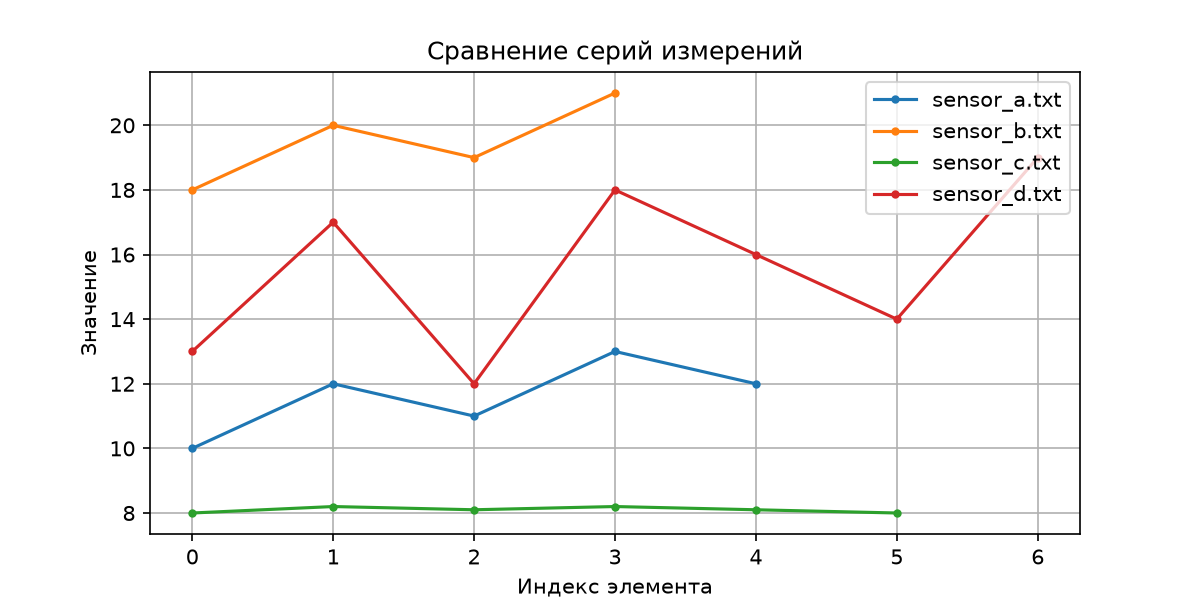 Сравнение серий измерений
sensor_a.txt
sensor_b.txt
sensor_c.txt
sensor_d.txt
Значение
20
18
16
14
12
10
8
0 1 2 3 4 5 6
Индекс элемента